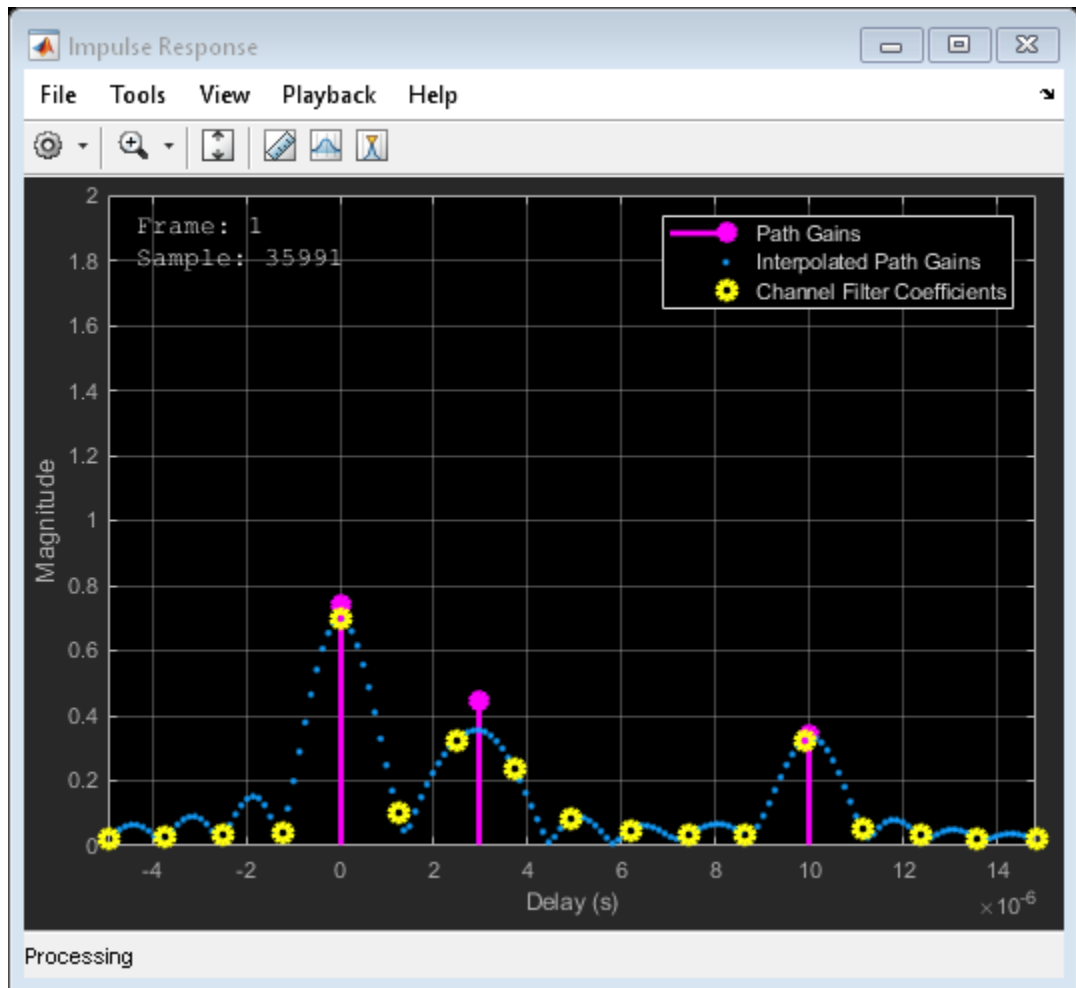 Impulse Response
File Tools View Playback Help
Frame: 1
Sample: 35991
Path Gains
Interpolated Path Gains
Channel Filter Coefficients
2
1.8
1.6
1.4
1.2
1
0.8
0.6
0.4
0.2
0
Magnitude
-4 -2 0 2 4 6 8 10 12 14
Delay (s)
×10-6
Processing